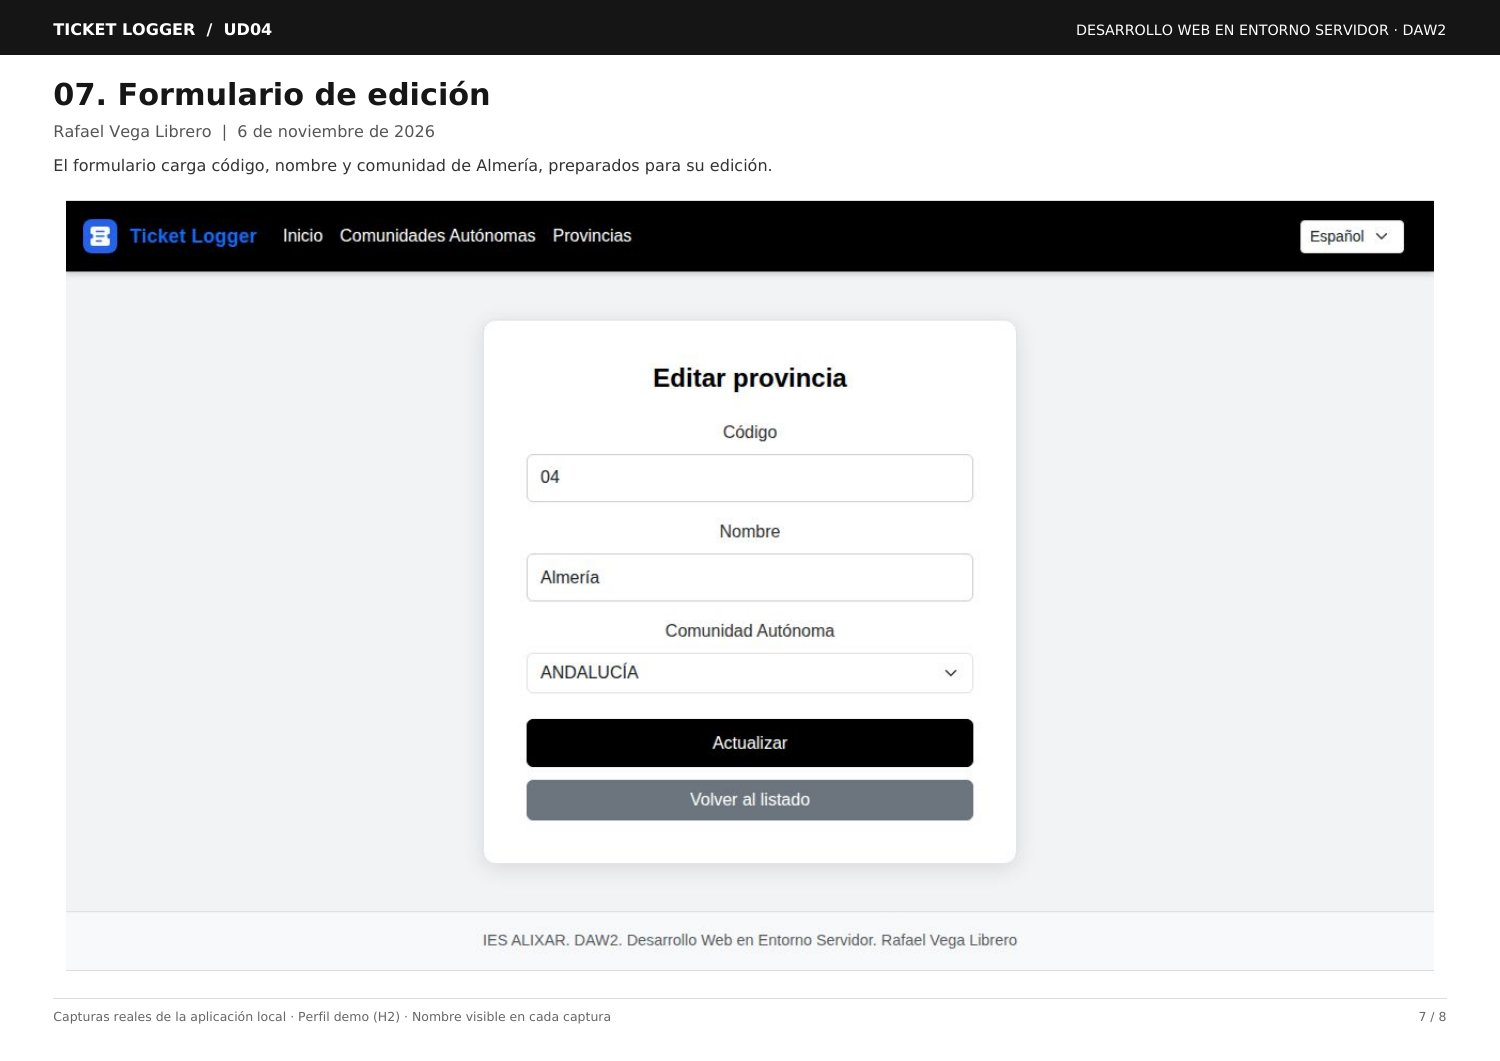 TICKET LOGGER / UD04
DESARROLLO WEB EN ENTORNO SERVIDOR · DAW2
07. Formulario de edición
Rafael Vega Librero | 6 de noviembre de 2026
El formulario carga código, nombre y comunidad de Almería, preparados para su edición.
Ticket Logger Inicio Comunidades Autónomas Provincias Español
Editar provincia
Código
04
Nombre
Almería
Comunidad Autónoma
ANDALUCÍA
Actualizar
Volver al listado
IES ALIXAR. DAW2. Desarrollo Web en Entorno Servidor. Rafael Vega Librero
Capturas reales de la aplicación local · Perfil demo (H2) · Nombre visible en cada captura
7 / 8